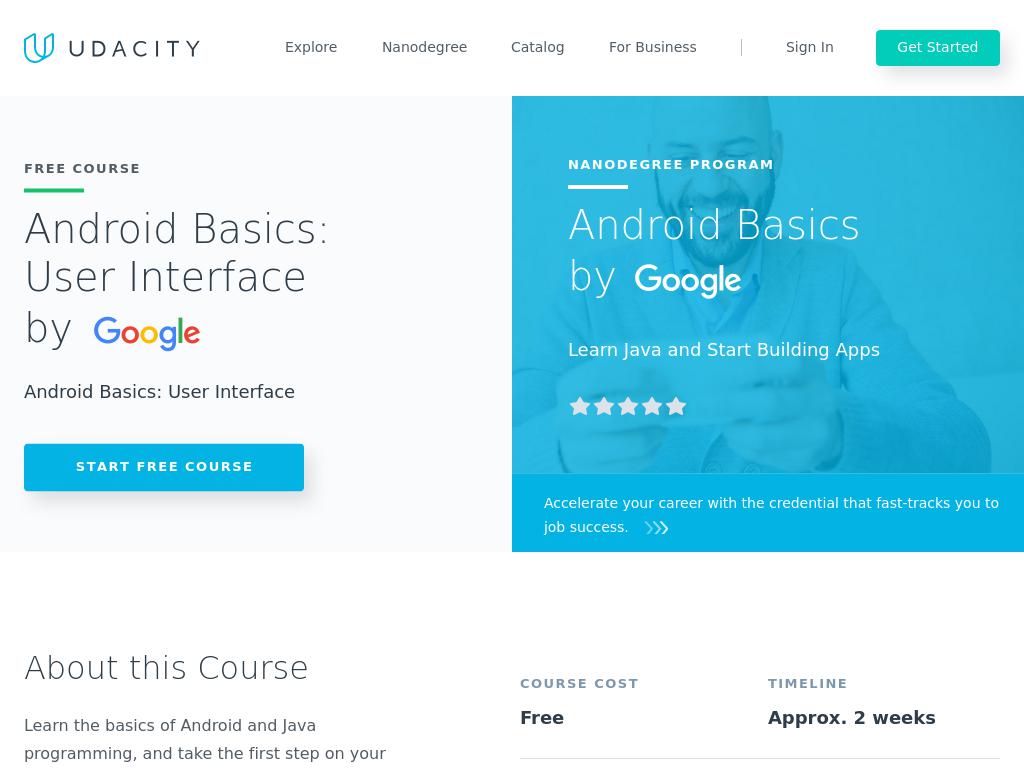 UDACITY
Explore
Nanodegree
Catalog
For Business
Sign In
Get Started
FREE COURSE
Android Basics:
User Interface
by Google
Android Basics: User Interface
START FREE COURSE
NANODEGREE PROGRAM
Android Basics
by Google
Learn Java and Start Building Apps
Accelerate your career with the credential that fast-tracks you to
job success.
About this Course
Learn the basics of Android and Java
programming, and take the first step on your
COURSE COST
Free
TIMELINE
Approx. 2 weeks